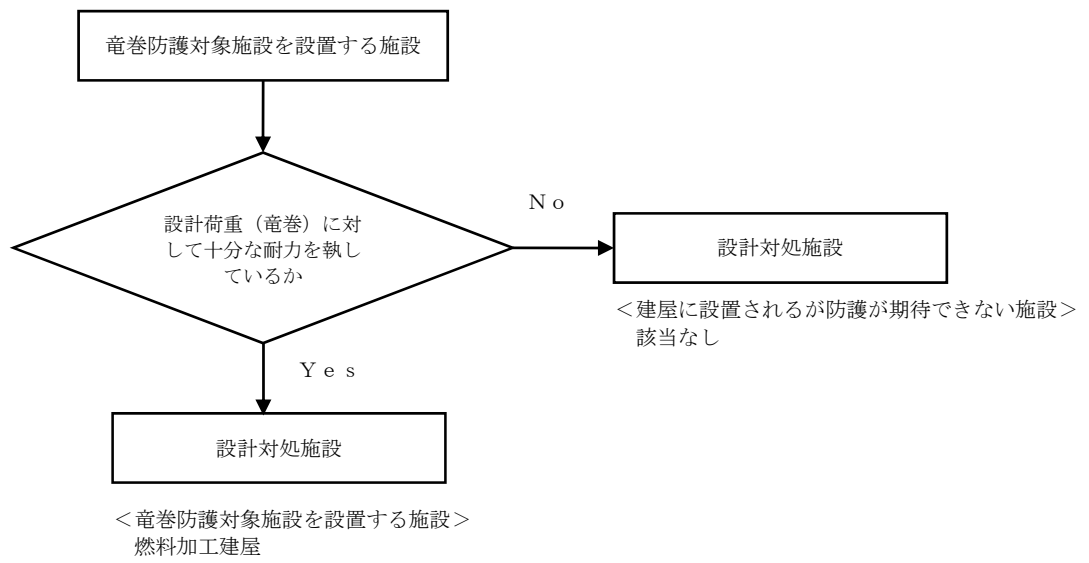 竜巻防護対象施設を設置する施設
設計荷重（竜巻）に対
して十分な耐力を執し
ているか
Ｎｏ
設計対処施設
＜建屋に設置されるが防護が期待できない施設＞
該当なし
Ｙｅｓ
設計対処施設
＜竜巻防護対象施設を設置する施設＞
燃料加工建屋